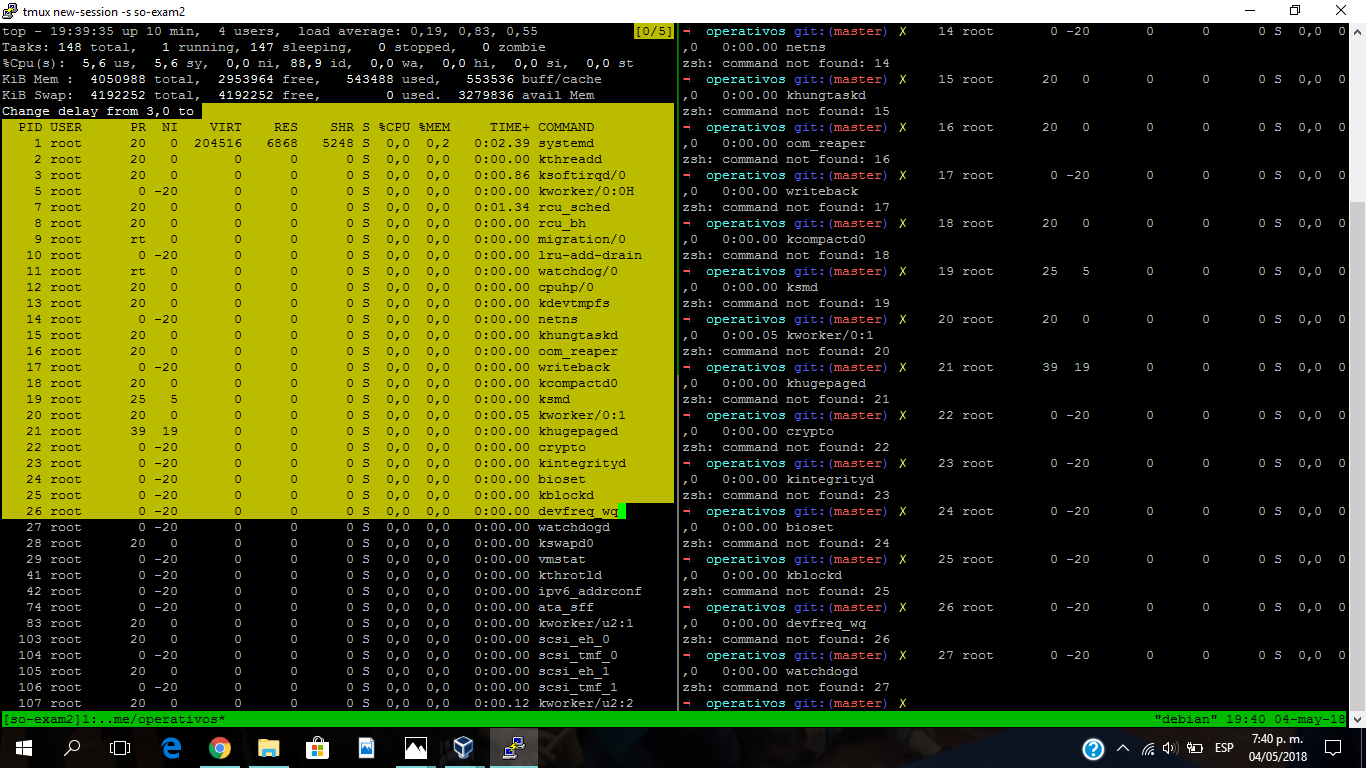 tmux new-session -s so-exam2
top - 19:39:35 up 10 min,  4 users,  load average: 0,19, 0,83, 0,55     [0/5]
Tasks: 148 total,   1 running, 147 sleeping,   0 stopped,   0 zombie
%Cpu(s):  5,6 us,  5,6 sy,  0,0 ni, 88,9 id,  0,0 wa,  0,0 hi,  0,0 si,  0,0 st
KiB Mem :  4050988 total,  2953964 free,   543488 used,   553536 buff/cache
KiB Swap:  4192252 total,  4192252 free,        0 used.  3279836 avail Mem
Change delay from 3,0 to
  PID USER      PR  NI    VIRT    RES    SHR S %CPU %MEM     TIME+ COMMAND
    1 root      20   0  204516   6868   5248 S  0,0  0,2   0:02.39 systemd
    2 root      20   0       0      0      0 S  0,0  0,0   0:00.00 kthreadd
    3 root      20   0       0      0      0 S  0,0  0,0   0:00.86 ksoftirqd/0
    5 root       0 -20       0      0      0 S  0,0  0,0   0:00.00 kworker/0:0H
    7 root      20   0       0      0      0 S  0,0  0,0   0:01.34 rcu_sched
    8 root      20   0       0      0      0 S  0,0  0,0   0:00.00 rcu_bh
    9 root      rt   0       0      0      0 S  0,0  0,0   0:00.00 migration/0
   10 root       0 -20       0      0      0 S  0,0  0,0   0:00.00 lru-add-drain
   11 root      rt   0       0      0      0 S  0,0  0,0   0:00.00 watchdog/0
   12 root      20   0       0      0      0 S  0,0  0,0   0:00.00 cpuhp/0
   13 root      20   0       0      0      0 S  0,0  0,0   0:00.00 kdevtmpfs
   14 root       0 -20       0      0      0 S  0,0  0,0   0:00.00 netns
   15 root      20   0       0      0      0 S  0,0  0,0   0:00.00 khungtaskd
   16 root      20   0       0      0      0 S  0,0  0,0   0:00.00 oom_reaper
   17 root       0 -20       0      0      0 S  0,0  0,0   0:00.00 writeback
   18 root      20   0       0      0      0 S  0,0  0,0   0:00.00 kcompactd0
   19 root      25   5       0      0      0 S  0,0  0,0   0:00.00 ksmd
   20 root      20   0       0      0      0 S  0,0  0,0   0:00.05 kworker/0:1
   21 root      39  19       0      0      0 S  0,0  0,0   0:00.00 khugepaged
   22 root       0 -20       0      0      0 S  0,0  0,0   0:00.00 crypto
   23 root       0 -20       0      0      0 S  0,0  0,0   0:00.00 kintegrityd
   24 root       0 -20       0      0      0 S  0,0  0,0   0:00.00 bioset
   25 root       0 -20       0      0      0 S  0,0  0,0   0:00.00 kblockd
   26 root       0 -20       0      0      0 S  0,0  0,0   0:00.00 devfreq_wq
   27 root       0 -20       0      0      0 S  0,0  0,0   0:00.00 watchdogd
   28 root      20   0       0      0      0 S  0,0  0,0   0:00.00 kswapd0
   29 root       0 -20       0      0      0 S  0,0  0,0   0:00.00 vmstat
   41 root       0 -20       0      0      0 S  0,0  0,0   0:00.00 kthrotld
   42 root       0 -20       0      0      0 S  0,0  0,0   0:00.00 ipv6_addrconf
   74 root       0 -20       0      0      0 S  0,0  0,0   0:00.00 ata_sff
   83 root      20   0       0      0      0 S  0,0  0,0   0:00.00 kworker/u2:1
  103 root      20   0       0      0      0 S  0,0  0,0   0:00.00 scsi_eh_0
  104 root       0 -20       0      0      0 S  0,0  0,0   0:00.00 scsi_tmf_0
  105 root      20   0       0      0      0 S  0,0  0,0   0:00.00 scsi_eh_1
  106 root       0 -20       0      0      0 S  0,0  0,0   0:00.00 scsi_tmf_1
  107 root      20   0       0      0      0 S  0,0  0,0   0:00.12 kworker/u2:2
→  operativos git:(master) ✗    14 root       0 -20       0      0      0 S  0,0  0
,0   0:00.00 netns
zsh: command not found: 14
→  operativos git:(master) ✗    15 root      20   0       0      0      0 S  0,0  0
,0   0:00.00 khungtaskd
zsh: command not found: 15
→  operativos git:(master) ✗    16 root      20   0       0      0      0 S  0,0  0
,0   0:00.00 oom_reaper
zsh: command not found: 16
→  operativos git:(master) ✗    17 root       0 -20       0      0      0 S  0,0  0
,0   0:00.00 writeback
zsh: command not found: 17
→  operativos git:(master) ✗    18 root      20   0       0      0      0 S  0,0  0
,0   0:00.00 kcompactd0
zsh: command not found: 18
→  operativos git:(master) ✗    19 root      25   5       0      0      0 S  0,0  0
,0   0:00.00 ksmd
zsh: command not found: 19
→  operativos git:(master) ✗    20 root      20   0       0      0      0 S  0,0  0
,0   0:00.05 kworker/0:1
zsh: command not found: 20
→  operativos git:(master) ✗    21 root      39  19       0      0      0 S  0,0  0
,0   0:00.00 khugepaged
zsh: command not found: 21
→  operativos git:(master) ✗    22 root       0 -20       0      0      0 S  0,0  0
,0   0:00.00 crypto
zsh: command not found: 22
→  operativos git:(master) ✗    23 root       0 -20       0      0      0 S  0,0  0
,0   0:00.00 kintegrityd
zsh: command not found: 23
→  operativos git:(master) ✗    24 root       0 -20       0      0      0 S  0,0  0
,0   0:00.00 bioset
zsh: command not found: 24
→  operativos git:(master) ✗    25 root       0 -20       0      0      0 S  0,0  0
,0   0:00.00 kblockd
zsh: command not found: 25
→  operativos git:(master) ✗    26 root       0 -20       0      0      0 S  0,0  0
,0   0:00.00 devfreq_wq
zsh: command not found: 26
→  operativos git:(master) ✗    27 root       0 -20       0      0      0 S  0,0  0
,0   0:00.00 watchdogd
zsh: command not found: 27
→  operativos git:(master) ✗
[so-exam2]1:..me/operativos*     "debian" 19:40 04-may-18
ESP
7:40 p. m.
04/05/2018